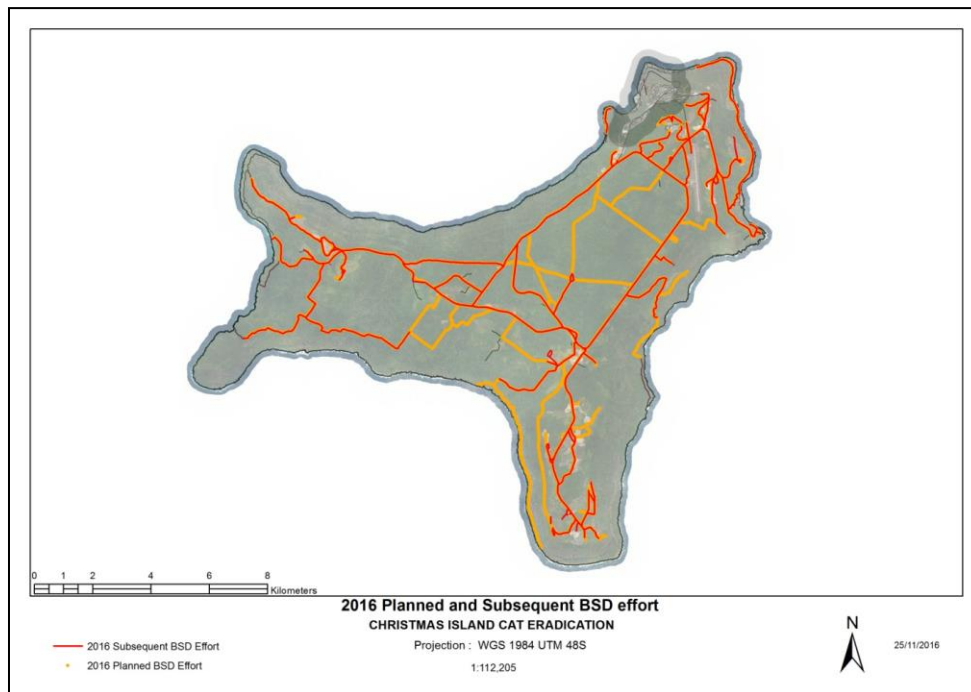 0 1 2 4 6 8
Kilometers
2016 Planned and Subsequent BSD effort
CHRISTMAS ISLAND CAT ERADICATION
Projection : WGS 1984 UTM 48S
1:112,205
2016 Subsequent BSD Effort
2016 Planned BSD Effort
N
25/11/2016